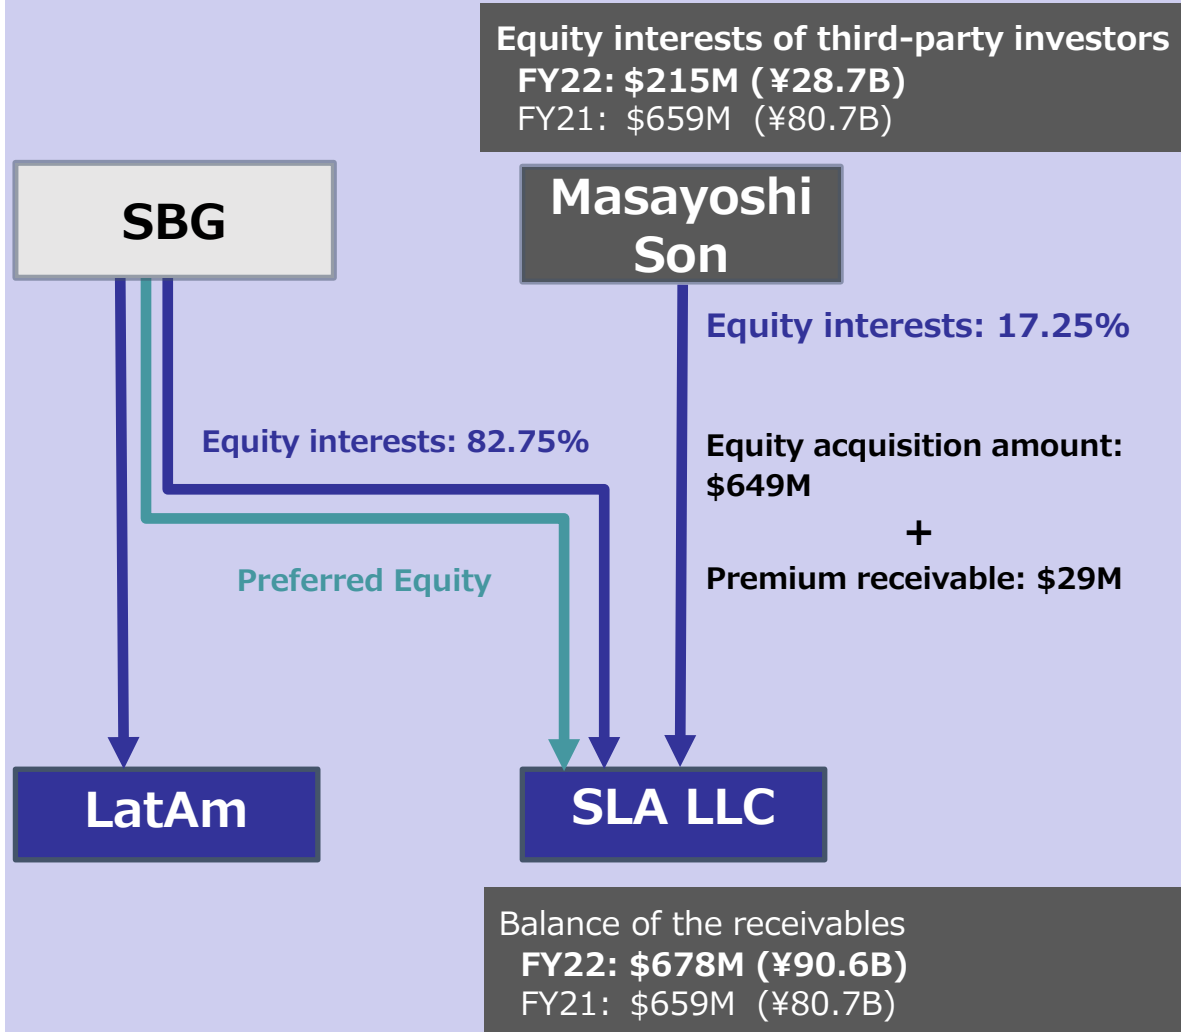 Equity interests of third-party investors
FY22: $215M (¥28.7B)
FY21: $659M (¥80.7B)
SBG
Masayoshi
Son
Equity interests: 17.25%
Equity interests: 82.75%
Equity acquisition amount:
$649M
+
Preferred Equity
Premium receivable: $29M
LatAm
SLA LLC
Balance of the receivables
FY22: $678M (¥90.6B)
FY21: $659M (¥80.7B)